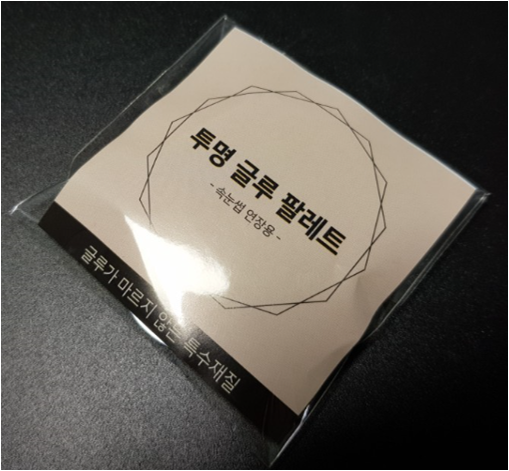 투명 글루 팔레트
- 속눈썹 연장용 -
글루가 마르지 않는 특수재질